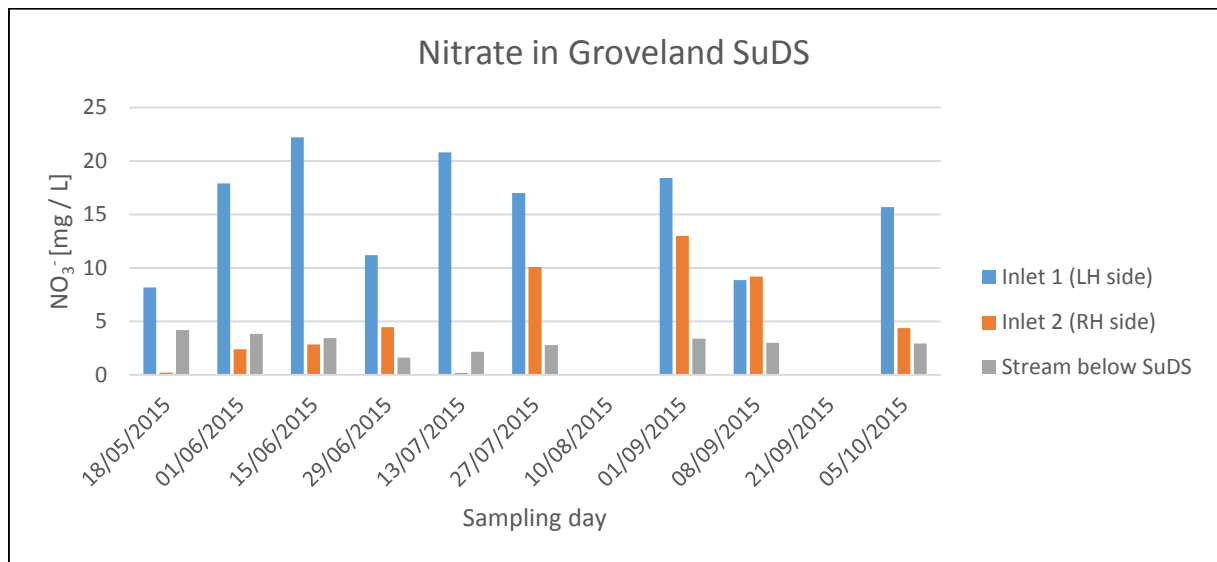 Nitrate in Groveland SuDS
NO₃⁻ [mg / L]
25
20
15
10
5
0
18/05/2015
01/06/2015
15/06/2015
29/06/2015
13/07/2015
27/07/2015
10/08/2015
01/09/2015
08/09/2015
21/09/2015
05/10/2015
Sampling day
Inlet 1 (LH side)
Inlet 2 (RH side)
Stream below SuDS